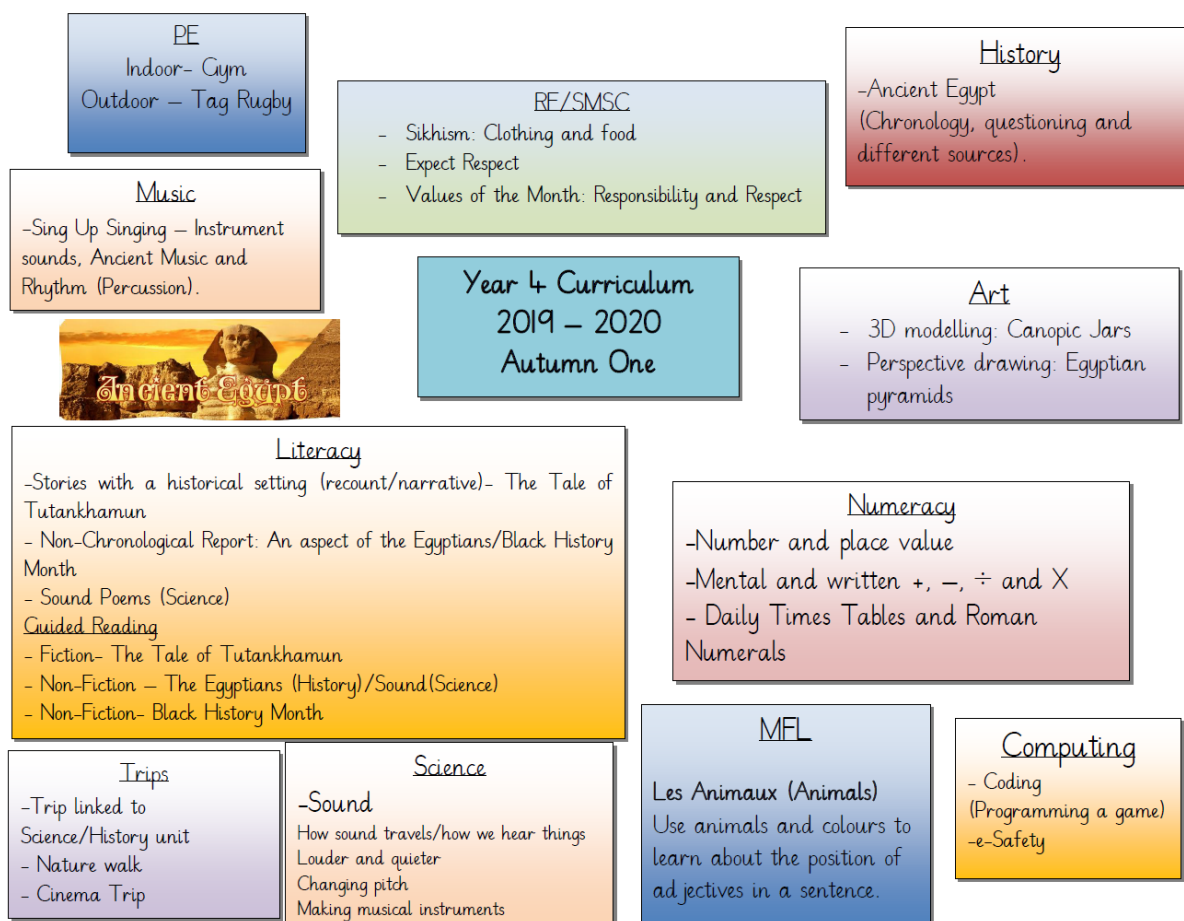 PE
Indoor- Gym
Outdoor – Tag Rugby
RE/SMSC
- Sikhism: Clothing and food
- Expect Respect
- Values of the Month: Responsibility and Respect
History
-Ancient Egypt
(Chronology, questioning and
different sources).
Music
-Sing Up Singing – Instrument
sounds, Ancient Music and
Rhythm (Percussion).
Year 4 Curriculum
2019 – 2020
Autumn One
Art
- 3D modelling: Canopic Jars
- Perspective drawing: Egyptian
pyramids
Ancient Egypt
Literacy
-Stories with a historical setting (recount/narrative)- The Tale of
Tutankhamun
- Non-Chronological Report: An aspect of the Egyptians/Black History
Month
- Sound Poems (Science)
Guided Reading
- Fiction- The Tale of Tutankhamun
- Non-Fiction – The Egyptians (History)/Sound(Science)
- Non-Fiction- Black History Month
Numeracy
-Number and place value
-Mental and written +, –, ÷ and X
- Daily Times Tables and Roman
Numerals
Trips
-Trip linked to
Science/History unit
- Nature walk
- Cinema Trip
Science
-Sound
How sound travels/how we hear things
Louder and quieter
Changing pitch
Making musical instruments
MFL
Les Animaux (Animals)
Use animals and colours to
learn about the position of
adjectives in a sentence.
Computing
- Coding
(Programming a game)
-e-Safety